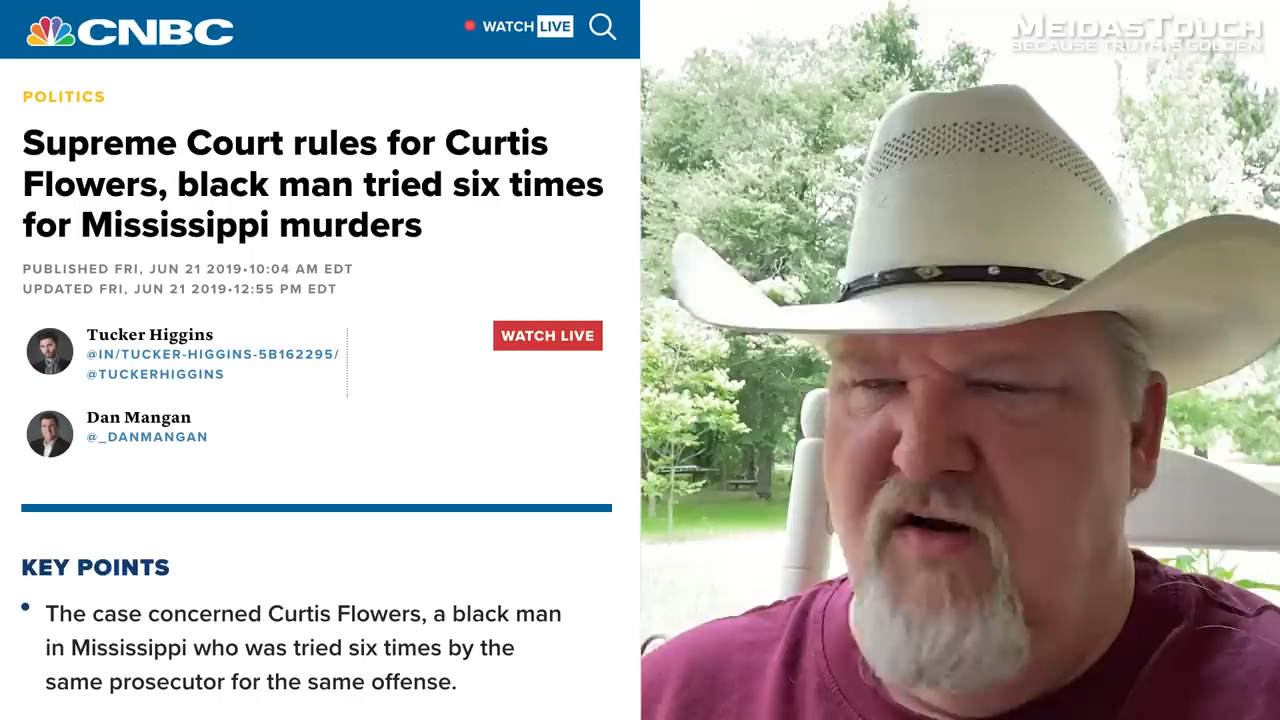 CNBC
WATCH LIVE
POLITICS
Supreme Court rules for Curtis
Flowers, black man tried six times
for Mississippi murders
PUBLISHED FRI, JUN 21 2019•10:04 AM EDT
UPDATED FRI, JUN 21 2019•12:55 PM EDT
Tucker Higgins
@IN/TUCKER-HIGGINS-5B162295/
@TUCKERHIGGINS
WATCH LIVE
Dan Mangan
@_DANMANGAN
KEY POINTS
• The case concerned Curtis Flowers, a black man
in Mississippi who was tried six times by the
same prosecutor for the same offense.
MEIDASTOUCH
BECAUSE TRUTH IS GOLDEN